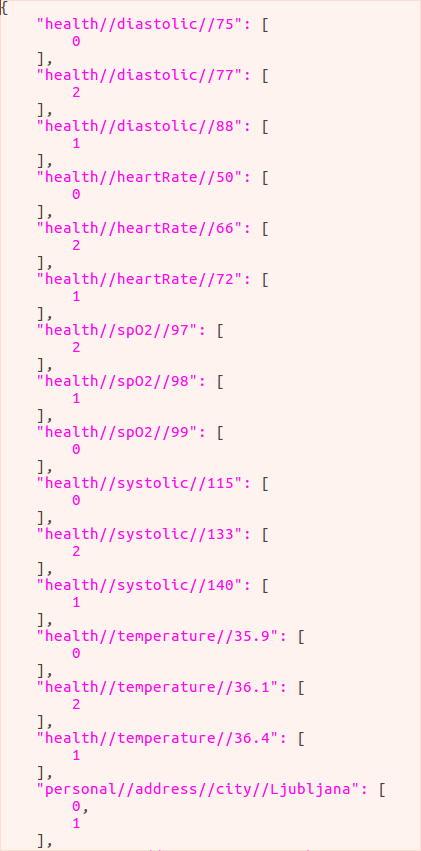 {
    "health//diastolic//75": [
        0
    ],
    "health//diastolic//77": [
        2
    ],
    "health//diastolic//88": [
        1
    ],
    "health//heartRate//50": [
        0
    ],
    "health//heartRate//66": [
        2
    ],
    "health//heartRate//72": [
        1
    ],
    "health//spO2//97": [
        2
    ],
    "health//spO2//98": [
        1
    ],
    "health//spO2//99": [
        0
    ],
    "health//systolic//115": [
        0
    ],
    "health//systolic//133": [
        2
    ],
    "health//systolic//140": [
        1
    ],
    "health//temperature//35.9": [
        0
    ],
    "health//temperature//36.1": [
        2
    ],
    "health//temperature//36.4": [
        1
    ],
    "personal//address//city//Ljubljana": [
        0,
        1
    ],